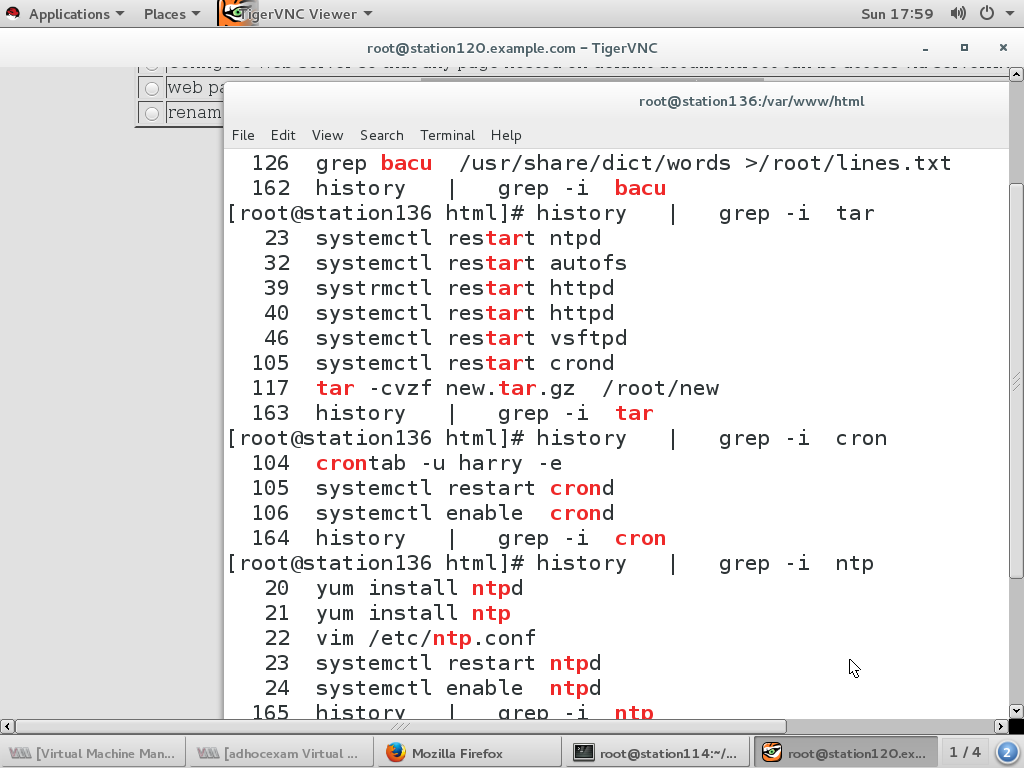 Applications Places TigerVNC Viewer Sun 17:59
root@station120.example.com – TigerVNC
web pa
renam
root@station136:/var/www/html
File Edit View Search Terminal Help
126 grep bacu /usr/share/dict/words >/root/lines.txt
162 history | grep -i bacu
[root@station136 html]# history | grep -i tar
23 systemctl restart ntpd
32 systemctl restart autofs
39 systrmctl restart httpd
40 systemctl restart httpd
46 systemctl restart vsftpd
105 systemctl restart crond
117 tar -cvzf new.tar.gz /root/new
163 history | grep -i tar
[root@station136 html]# history | grep -i cron
104 crontab -u harry -e
105 systemctl restart crond
106 systemctl enable crond
164 history | grep -i cron
[root@station136 html]# history | grep -i ntp
20 yum install ntpd
21 yum install ntp
22 vim /etc/ntp.conf
23 systemctl restart ntpd
24 systemctl enable ntpd
165 history | grep -i ntp
[Virtual Machine Man... [adhocexam Virtual ... Mozilla Firefox root@station114:~/... root@station120.ex... 1 / 4 2